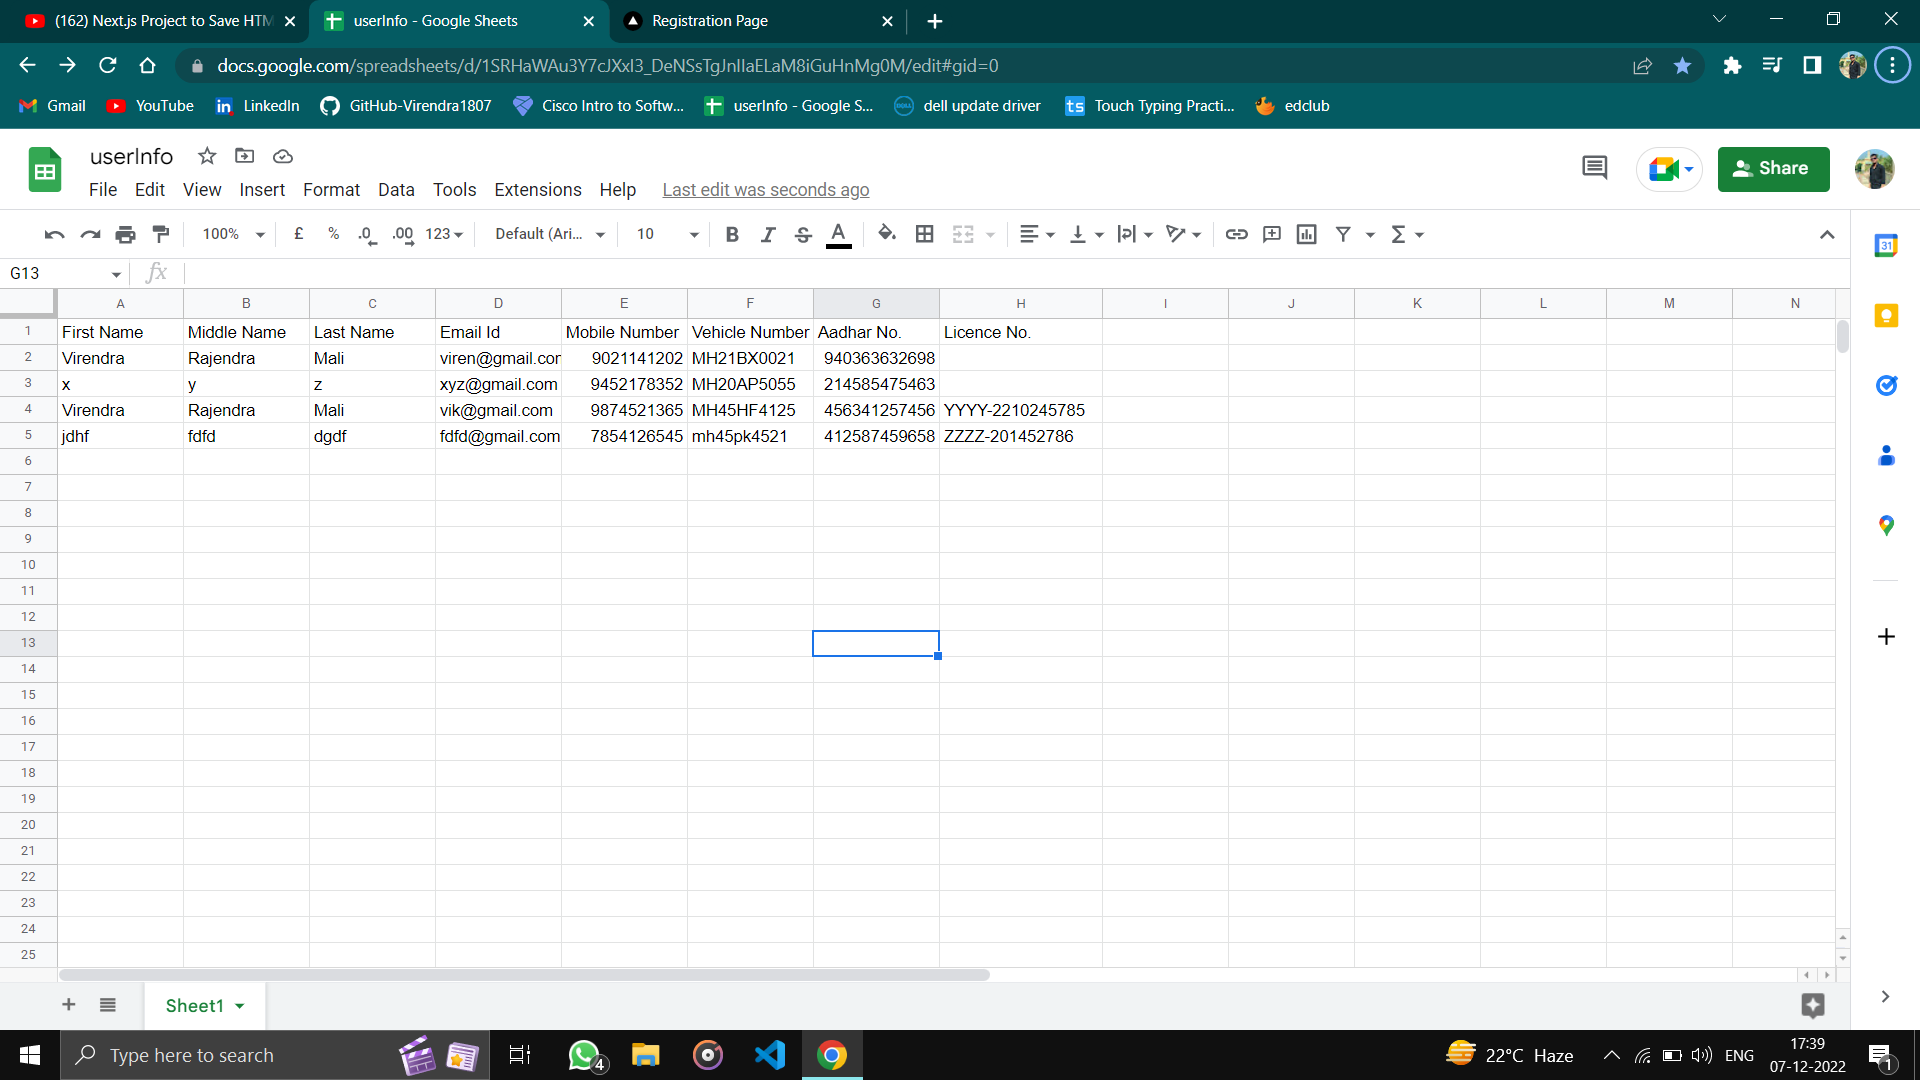 (162) Next.js Project to Save HTM
userInfo - Google Sheets
Registration Page
docs.google.com/spreadsheets/d/1SRHaWAu3Y7cJXxI3_DeNSsTgJnIIaELaM8iGuHnMg0M/edit#gid=0
Gmail YouTube LinkedIn GitHub-Virendra1807 Cisco Intro to Softw... userInfo - Google S... dell update driver Touch Typing Practi... edclub
userInfo
Share
File Edit View Insert Format Data Tools Extensions Help Last edit was seconds ago
100% £ % .0 .00 123 Default (Ari... 10 B I S A
G13 fx
A B C D E F G H I J K L M N
1 First Name Middle Name Last Name Email Id Mobile Number Vehicle Number Aadhar No. Licence No.
2 Virendra Rajendra Mali viren@gmail.cor 9021141202 MH21BX0021 940363632698
3 x y z xyz@gmail.com 9452178352 MH20AP5055 214585475463
4 Virendra Rajendra Mali vik@gmail.com 9874521365 MH45HF4125 456341257456 YYYY-2210245785
5 jdhf fdfd dgdf fdfd@gmail.com 7854126545 mh45pk4521 412587459658 ZZZZ-201452786
6
7
8
9
10
11
12
13
14
15
16
17
18
19
20
21
22
23
24
25
Sheet1
Type here to search
4
22°C Haze
ENG
17:39
07-12-2022
1